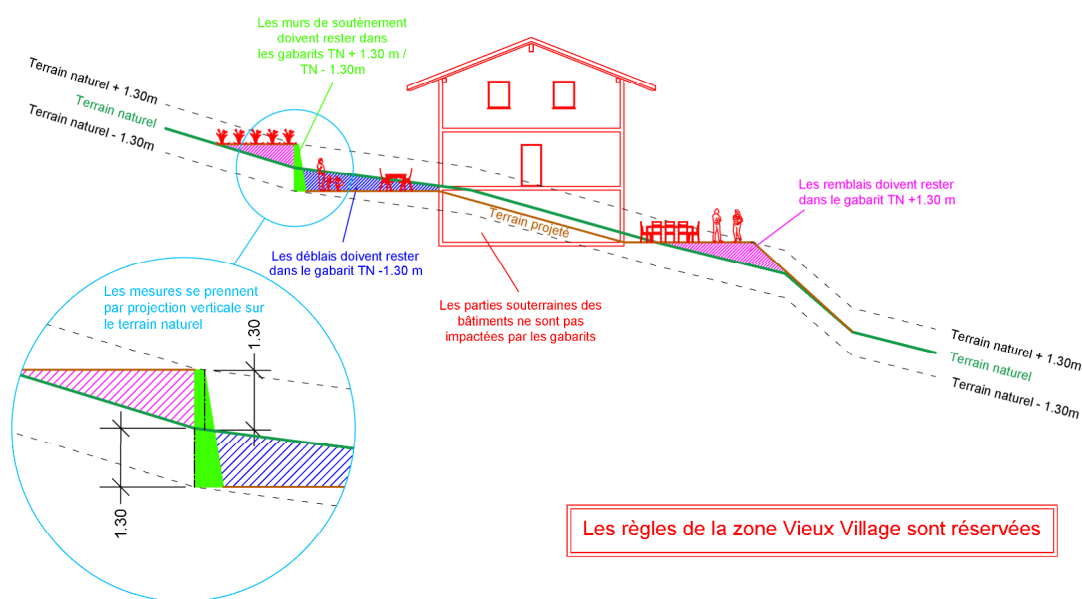 Les murs de soutènement
doivent rester dans
les gabarits TN + 1.30 m /
TN - 1.30m
Terrain naturel + 1.30m
Terrain naturel
Terrain naturel - 1.30m
Les remblais doivent rester
dans le gabarit TN +1.30 m
Terrain projeté
Les déblais doivent rester
dans le gabarit TN -1.30 m
Les mesures se prennent
par projection verticale sur
le terrain naturel
Les parties souterraines des
bâtiments ne sont pas
impactées par les gabarits
1.30
1.30
Terrain naturel + 1.30m
Terrain naturel
Terrain naturel - 1.30m
Les règles de la zone Vieux Village sont réservées